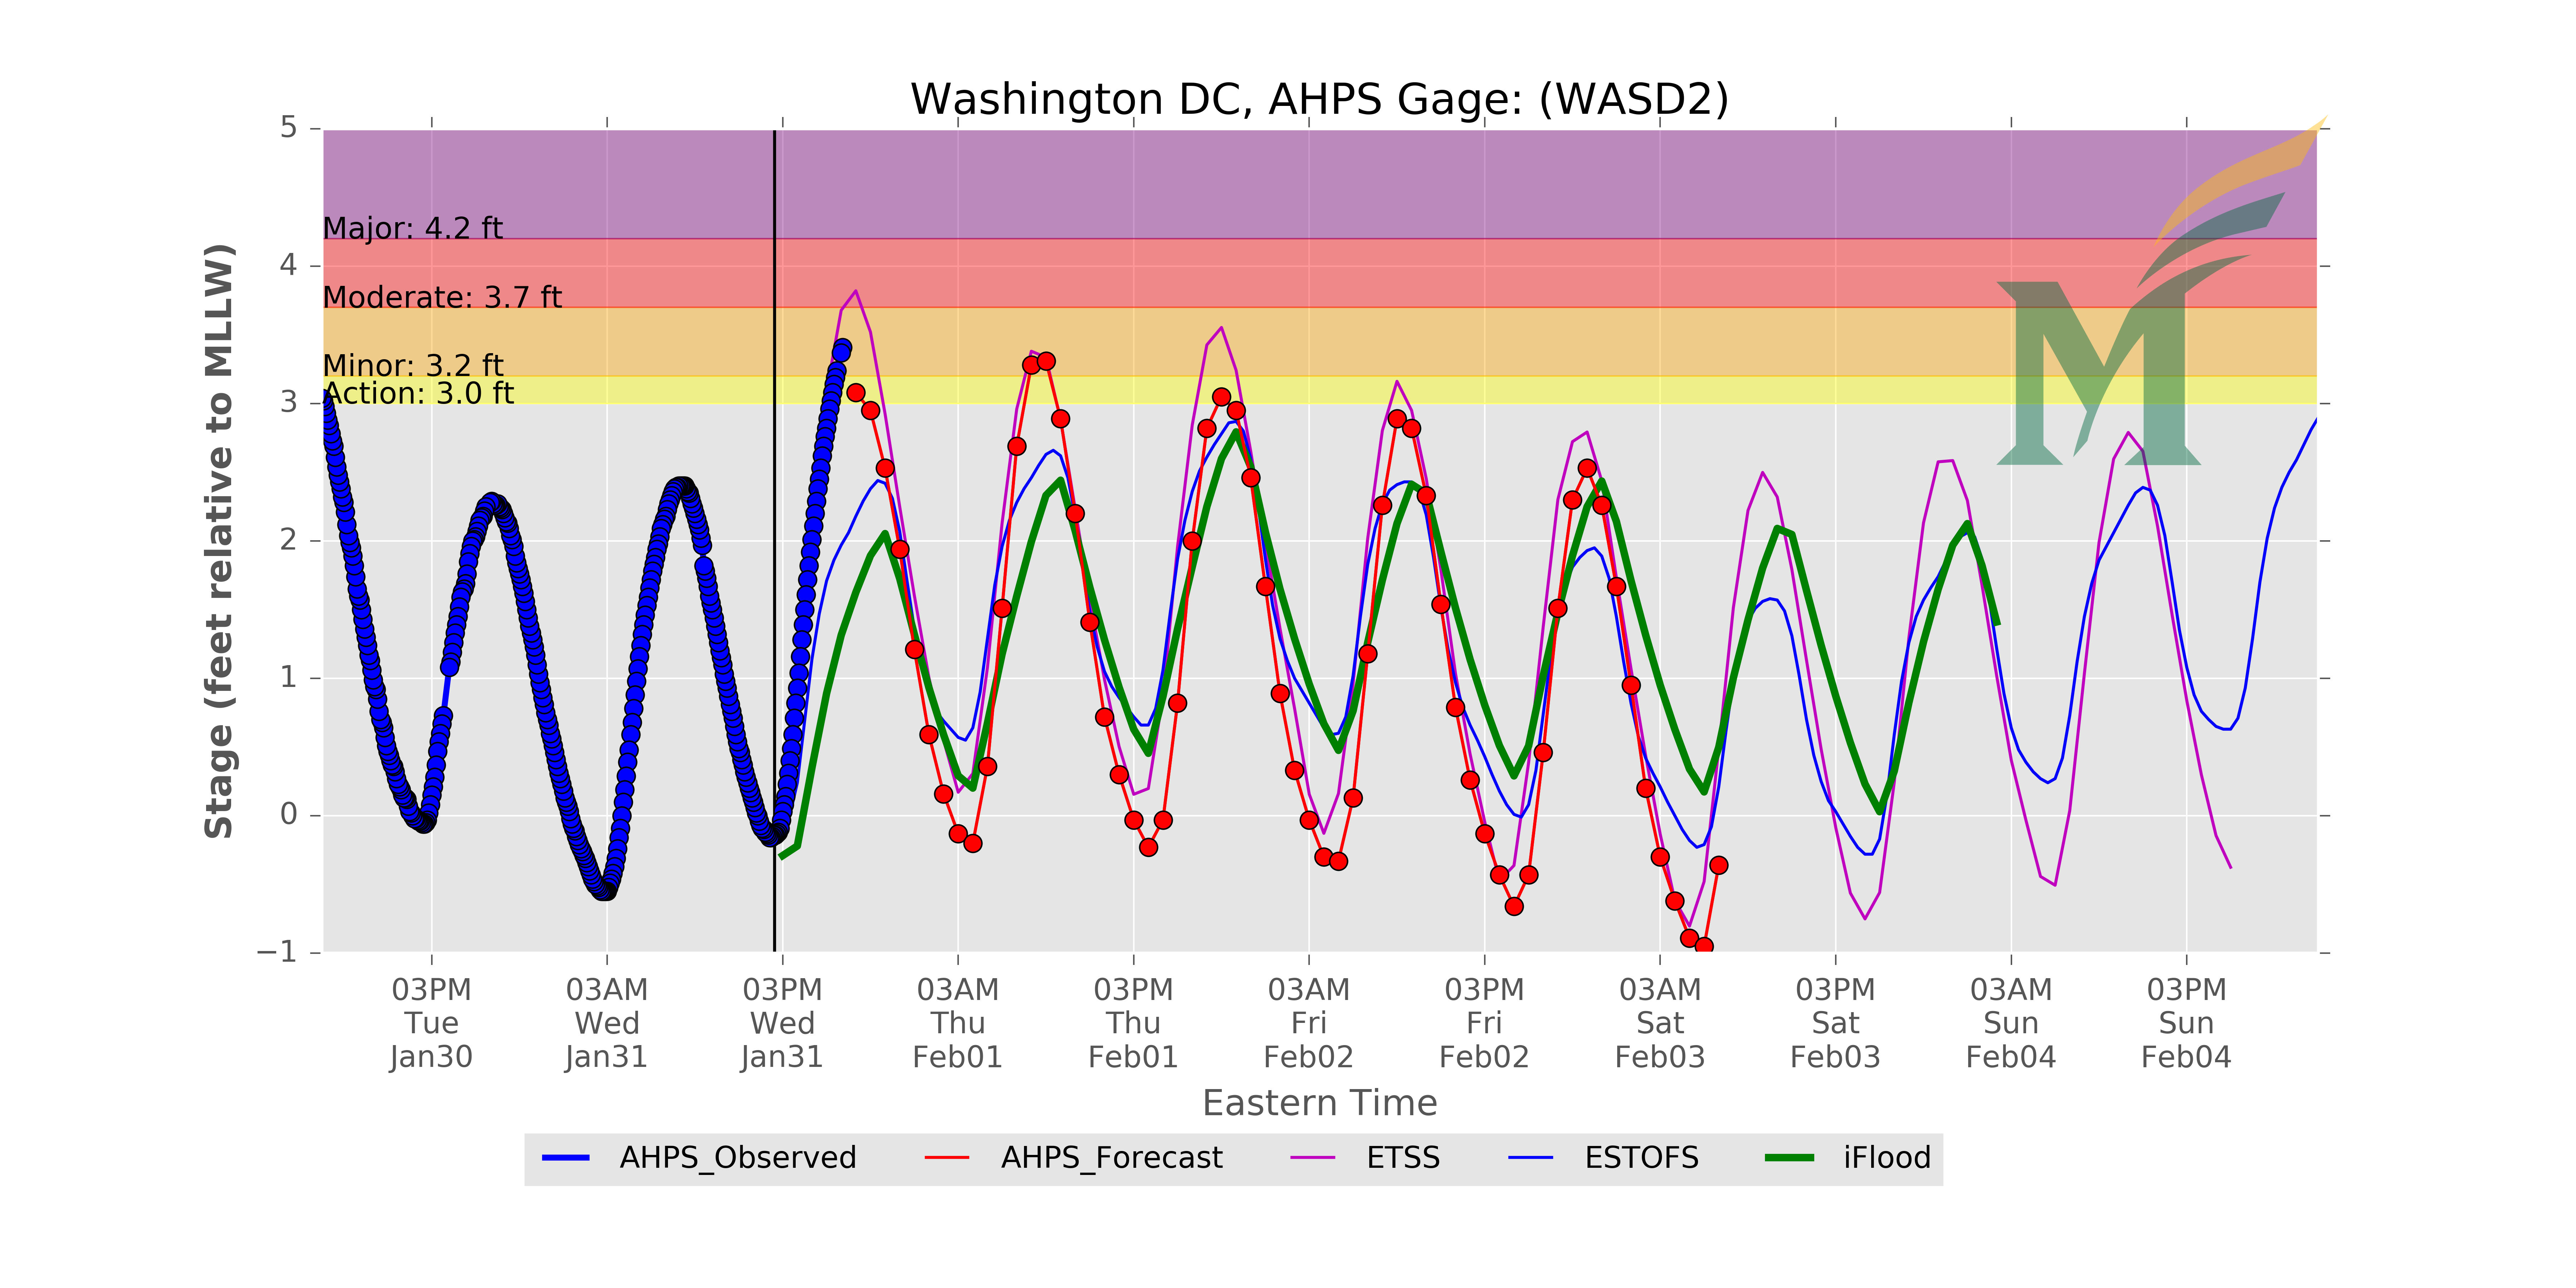 Washington DC, AHPS Gage: (WASD2)
5
4
3
2
1
0
−1
Stage (feet relative to MLLW)
Major: 4.2 ft
Moderate: 3.7 ft
Minor: 3.2 ft
Action: 3.0 ft
03PM 03AM 03PM 03AM 03PM 03AM 03PM 03AM 03PM 03AM 03PM
Tue Wed Wed Thu Thu Fri Fri Sat Sat Sun Sun
Jan30 Jan31 Jan31 Feb01 Feb01 Feb02 Feb02 Feb03 Feb03 Feb04 Feb04
Eastern Time
AHPS_Observed AHPS_Forecast ETSS ESTOFS iFlood
M